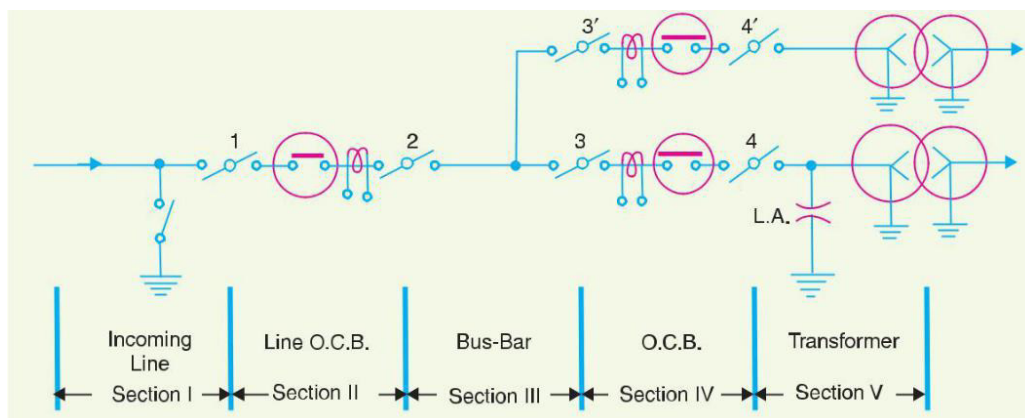 3′
4′
1
2
3
4
L.A.
Incoming
Line
Line O.C.B.
Bus-Bar
O.C.B.
Transformer
Section I
Section II
Section III
Section IV
Section V